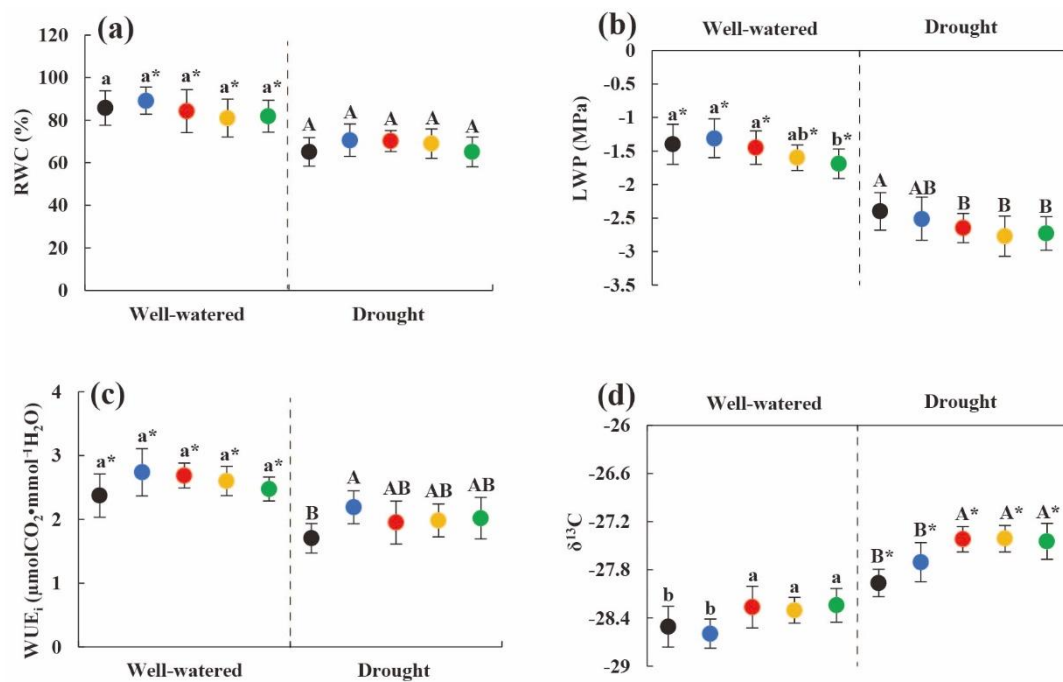 (a)
RWC (%)
120
100
80
60
40
20
0
a a* a* a* a* A A A A A
Well-watered Drought
(b)
Well-watered Drought
LWP (MPa)
0
-0.5
-1
-1.5
-2
-2.5
-3
-3.5
a* a* a* ab* b* A AB B B B
(c)
WUEi (µmolCO₂•mmol⁻¹H₂O)
4
3
2
1
0
a* a* a* a* a* B A AB AB AB
Well-watered Drought
(d)
Well-watered Drought
δ¹³C
-26
-26.6
-27.2
-27.8
-28.4
-29
b b a a a B* B* A* A* A*